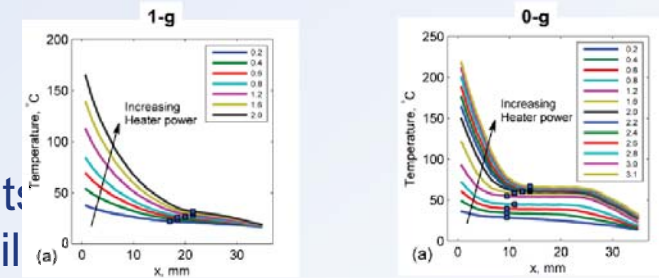 1-g
200
150
100
50
0
Temperature, °C
Increasing
Heater power
0.2
0.4
0.6
0.8
1.2
1.6
2.0
0 10 20 30 40
x, mm
(a)
0-g
250
200
150
100
50
0
Temperature, °C
Increasing
Heater power
0.2
0.4
0.6
0.8
1.2
1.6
2.0
2.2
2.4
2.6
2.8
3.0
3.1
0 10 20 30 40
x, mm
(a)